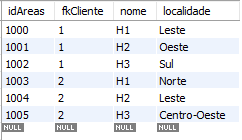 idAreas fkCliente nome localidade
1000 1 H1 Leste
1001 1 H2 Oeste
1002 1 H3 Sul
1003 2 H1 Norte
1004 2 H2 Leste
1005 2 H3 Centro-Oeste
NULL NULL NULL NULL